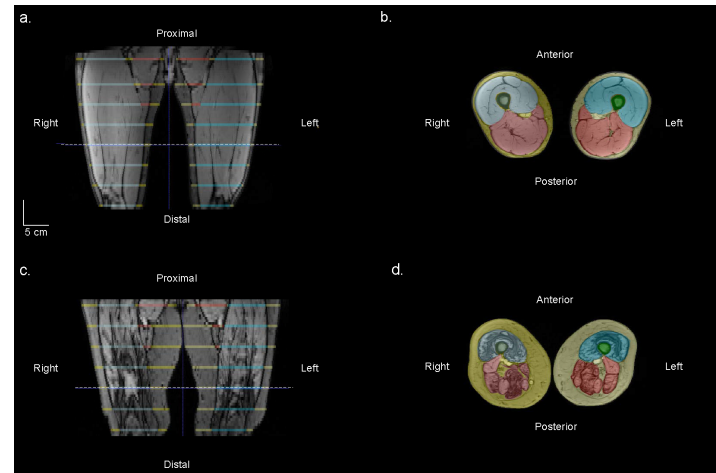 a.
Proximal
Right
Left
Distal
5 cm
b.
Anterior
Right
Left
Posterior
c.
Proximal
Right
Left
Distal
d.
Anterior
Right
Left
Posterior